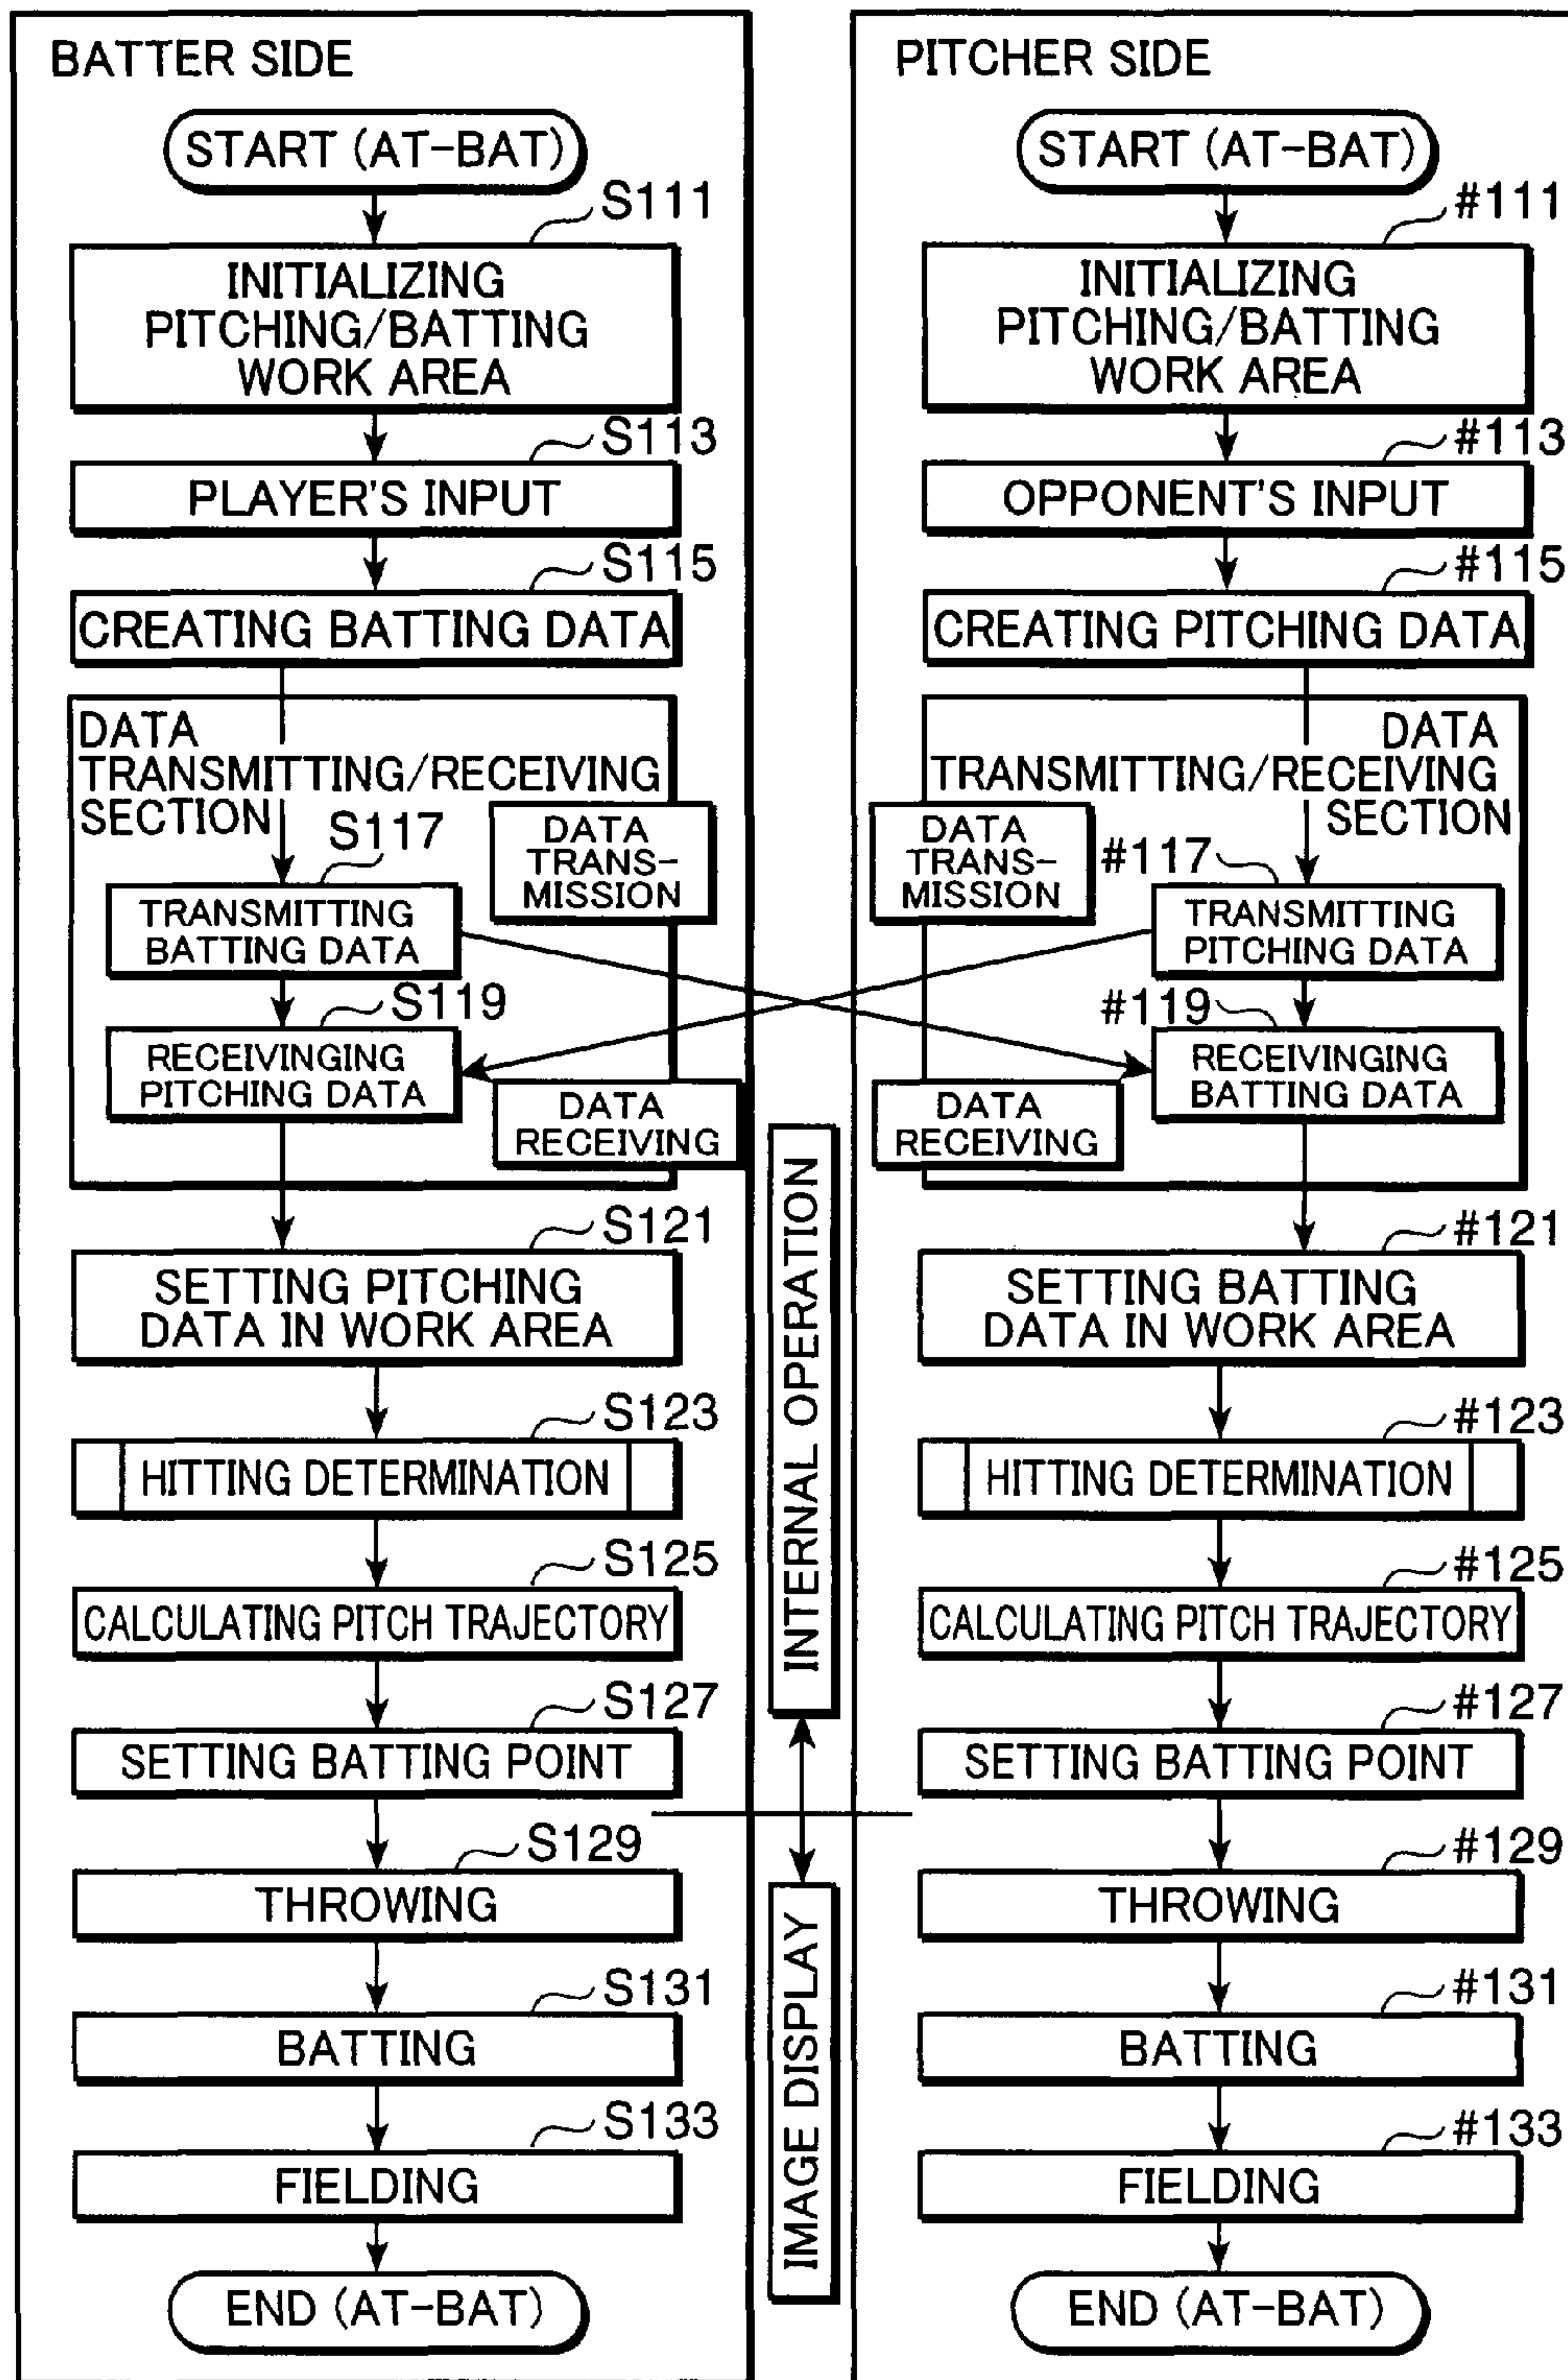 BATTER SIDE
START (AT-BAT)
S111
INITIALIZING
PITCHING/BATTING
WORK AREA
S113
PLAYER'S INPUT
S115
CREATING BATTING DATA
DATA
TRANSMITTING/RECEIVING
SECTION
S117
DATA
TRANS-
MISSION
TRANSMITTING
BATTING DATA
S119
RECEIVINGING
PITCHING DATA
DATA
RECEIVING
S121
SETTING PITCHING
DATA IN WORK AREA
S123
HITTING DETERMINATION
S125
CALCULATING PITCH TRAJECTORY
S127
SETTING BATTING POINT
S129
THROWING
S131
BATTING
S133
FIELDING
END (AT-BAT)
INTERNAL OPERATION
IMAGE DISPLAY
PITCHER SIDE
START (AT-BAT)
#111
INITIALIZING
PITCHING/BATTING
WORK AREA
#113
OPPONENT'S INPUT
#115
CREATING PITCHING DATA
DATA
TRANSMITTING/RECEIVING
SECTION
DATA
TRANS-
MISSION
#117
TRANSMITTING
PITCHING DATA
#119
RECEIVINGING
BATTING DATA
DATA
RECEIVING
#121
SETTING BATTING
DATA IN WORK AREA
#123
HITTING DETERMINATION
#125
CALCULATING PITCH TRAJECTORY
#127
SETTING BATTING POINT
#129
THROWING
#131
BATTING
#133
FIELDING
END (AT-BAT)